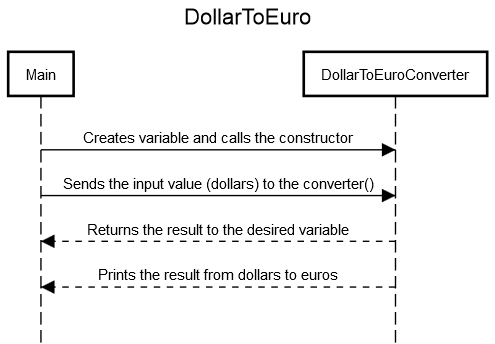 DollarToEuro
Main
DollarToEuroConverter
Creates variable and calls the constructor
Sends the input value (dollars) to the converter()
Returns the result to the desired variable
Prints the result from dollars to euros